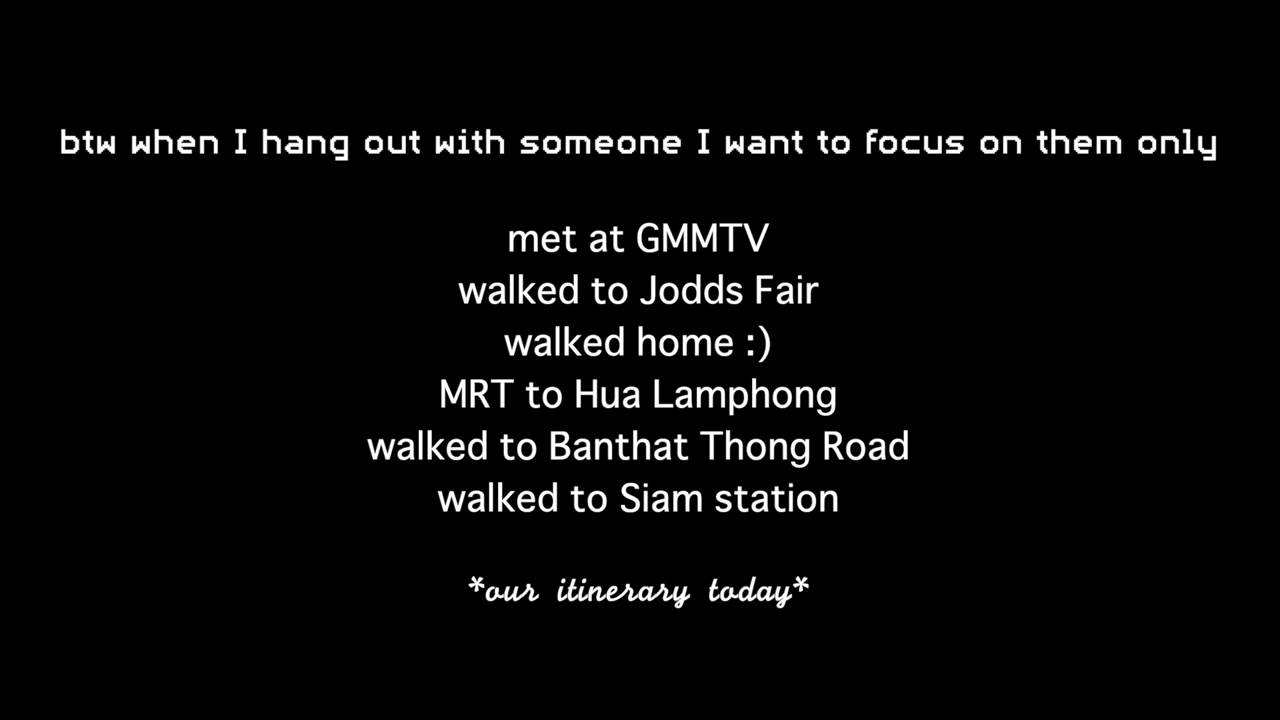 btw when I hang out with someone I want to focus on them only
met at GMMTV
walked to Jodds Fair
walked home :)
MRT to Hua Lamphong
walked to Banthat Thong Road
walked to Siam station
*our itinerary today*